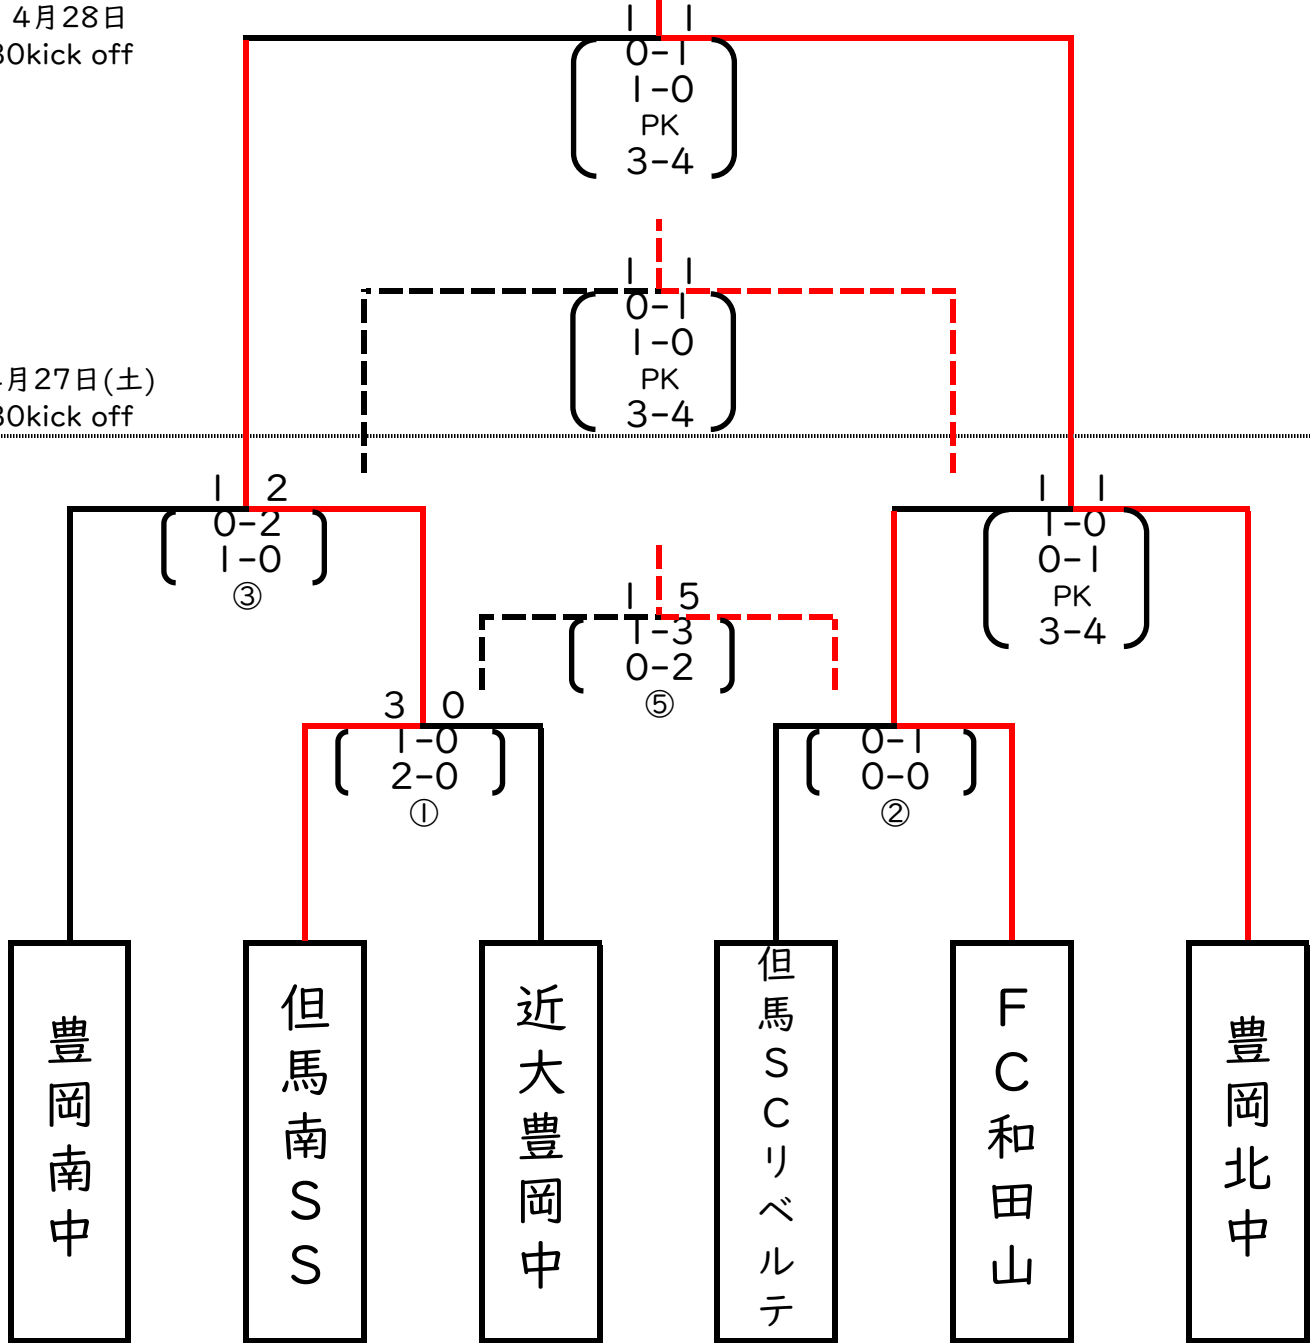 4月28日
30kick off
1 1
0-1
1-0
PK
3-4
1 1
0-1
1-0
PK
3-4
月27日(土)
30kick off
1 2
0-2
1-0
③
1 1
1-0
0-1
PK
3-4
1 5
1-3
0-2
⑤
3 0
1-0
2-0
①
0-1
0-0
②
豊岡南中
但馬南SS
近大豊岡中
但馬SCリベルテ
FC和田山
豊岡北中